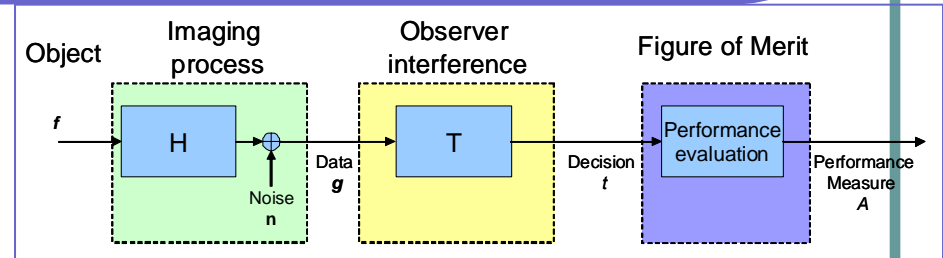 Object
Imaging
process
Observer
interference
Figure of Merit
f
H
Noise
n
Data
g
T
Decision
t
Performance
evaluation
Performance
Measure
A